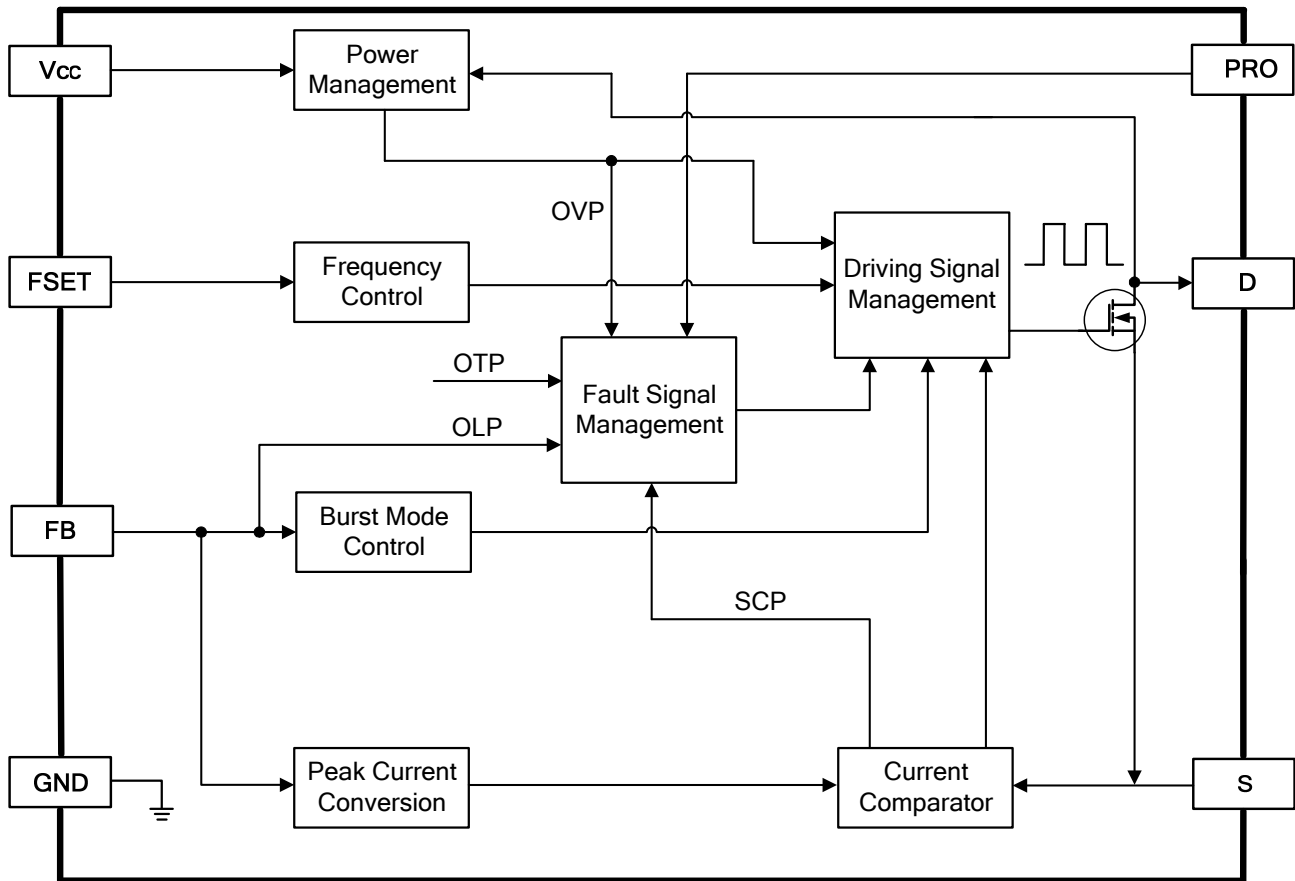 Vcc
Power
Management
PRO
OVP
FSET
Frequency
Control
Driving Signal
Management
D
OTP
Fault Signal
Management
OLP
FB
Burst Mode
Control
SCP
GND
Peak Current
Conversion
Current
Comparator
S